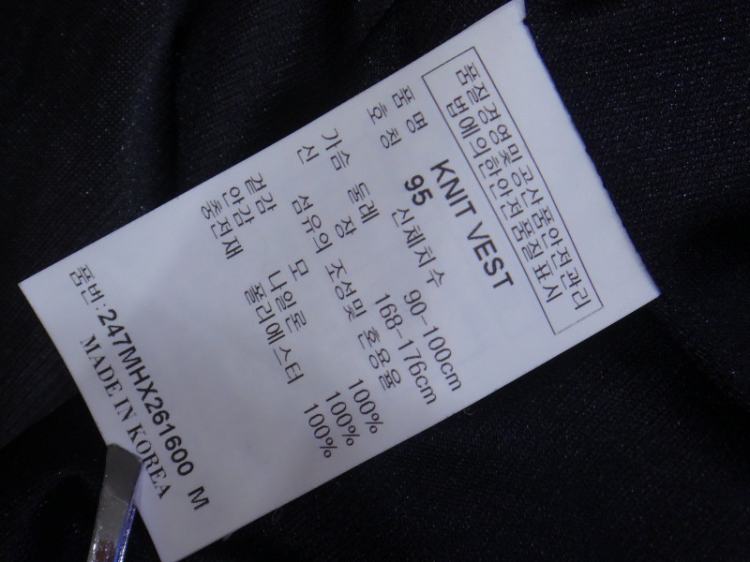 품질경영및공산품안전관리
법에의한안전품질표시
품명 KNIT VEST
호칭 95
신체치수
가슴 둘레 90-100cm
신 장 168-176cm
섬유의 조성및 혼용율
겉감 모 100%
안감 나일론 100%
충전재 폴리에스터 100%
품번:247MHX261600 M
MADE IN KOREA